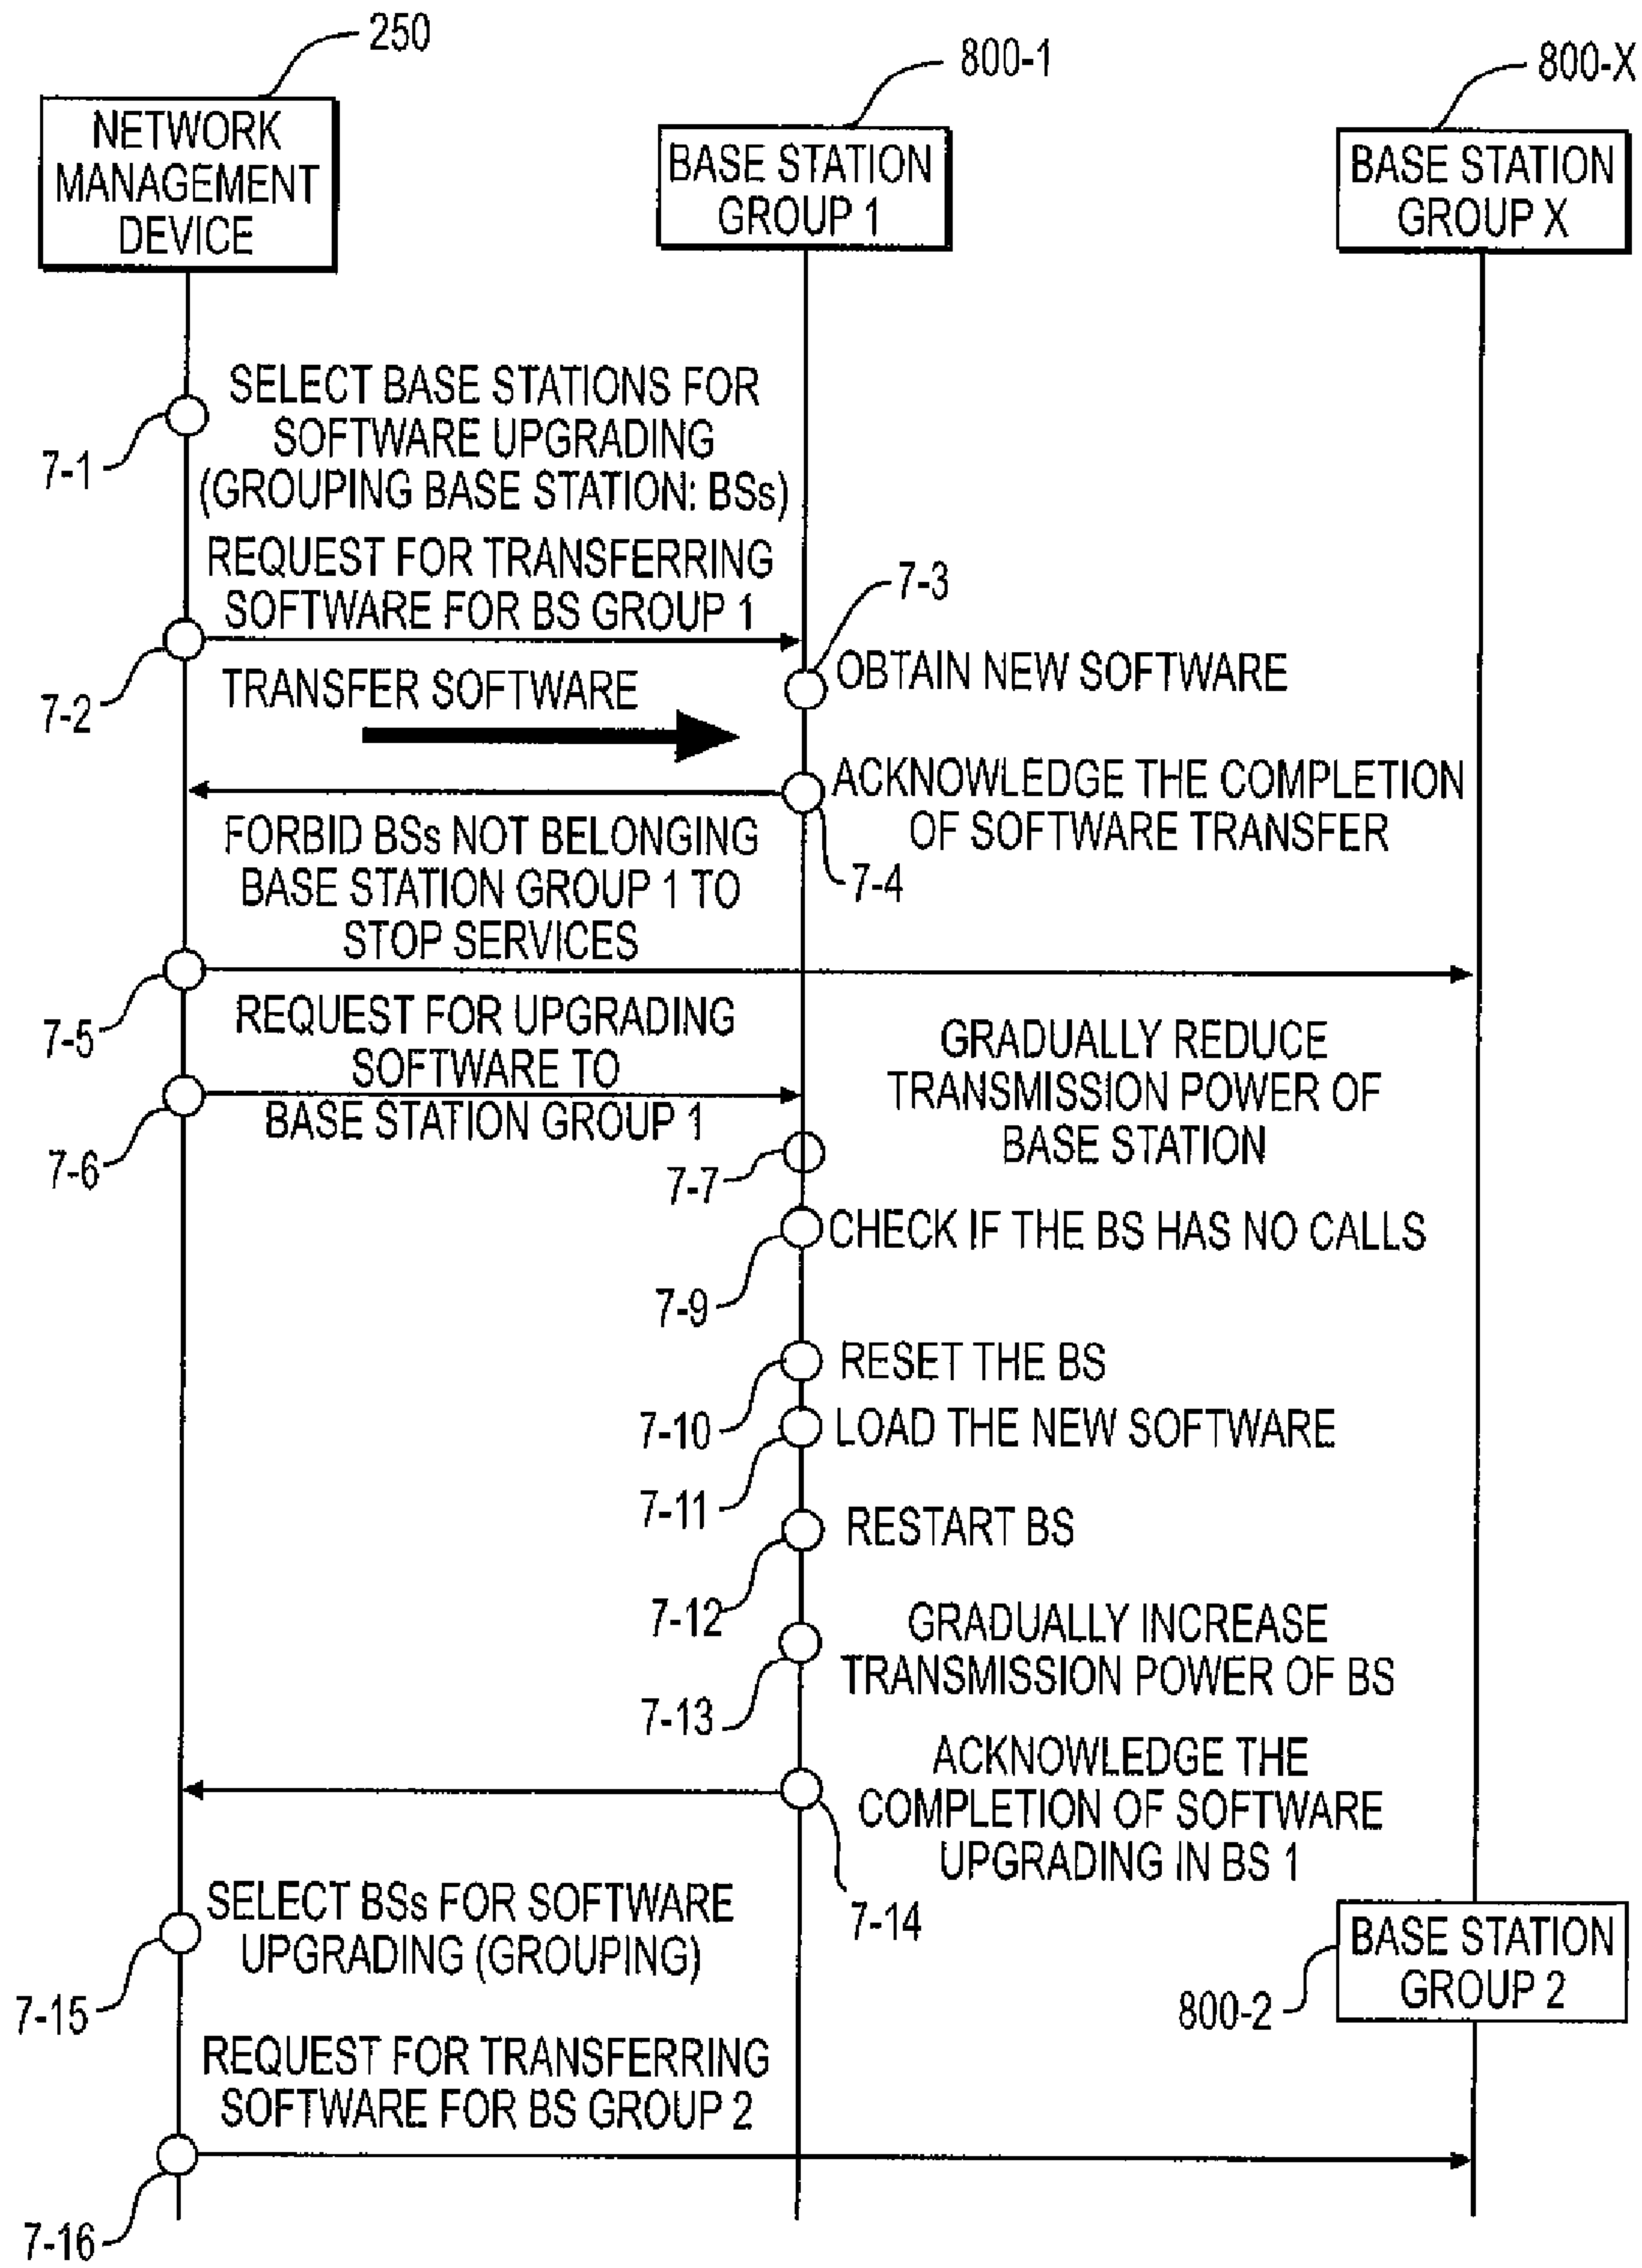 250
800-1
800-X
NETWORK
MANAGEMENT
DEVICE
BASE STATION
GROUP 1
BASE STATION
GROUP X
SELECT BASE STATIONS FOR
SOFTWARE UPGRADING
(GROUPING BASE STATION: BSs)
7-1
REQUEST FOR TRANSFERRING
SOFTWARE FOR BS GROUP 1
7-2
7-3
TRANSFER SOFTWARE
OBTAIN NEW SOFTWARE
ACKNOWLEDGE THE COMPLETION
OF SOFTWARE TRANSFER
7-4
FORBID BSs NOT BELONGING
BASE STATION GROUP 1 TO
STOP SERVICES
7-5
REQUEST FOR UPGRADING
SOFTWARE TO
BASE STATION GROUP 1
7-6
GRADUALLY REDUCE
TRANSMISSION POWER OF
BASE STATION
7-7
CHECK IF THE BS HAS NO CALLS
7-9
RESET THE BS
7-10
LOAD THE NEW SOFTWARE
7-11
RESTART BS
7-12
GRADUALLY INCREASE
TRANSMISSION POWER OF BS
7-13
ACKNOWLEDGE THE
COMPLETION OF SOFTWARE
UPGRADING IN BS 1
7-14
SELECT BSs FOR SOFTWARE
UPGRADING (GROUPING)
7-15
BASE STATION
GROUP 2
800-2
REQUEST FOR TRANSFERRING
SOFTWARE FOR BS GROUP 2
7-16